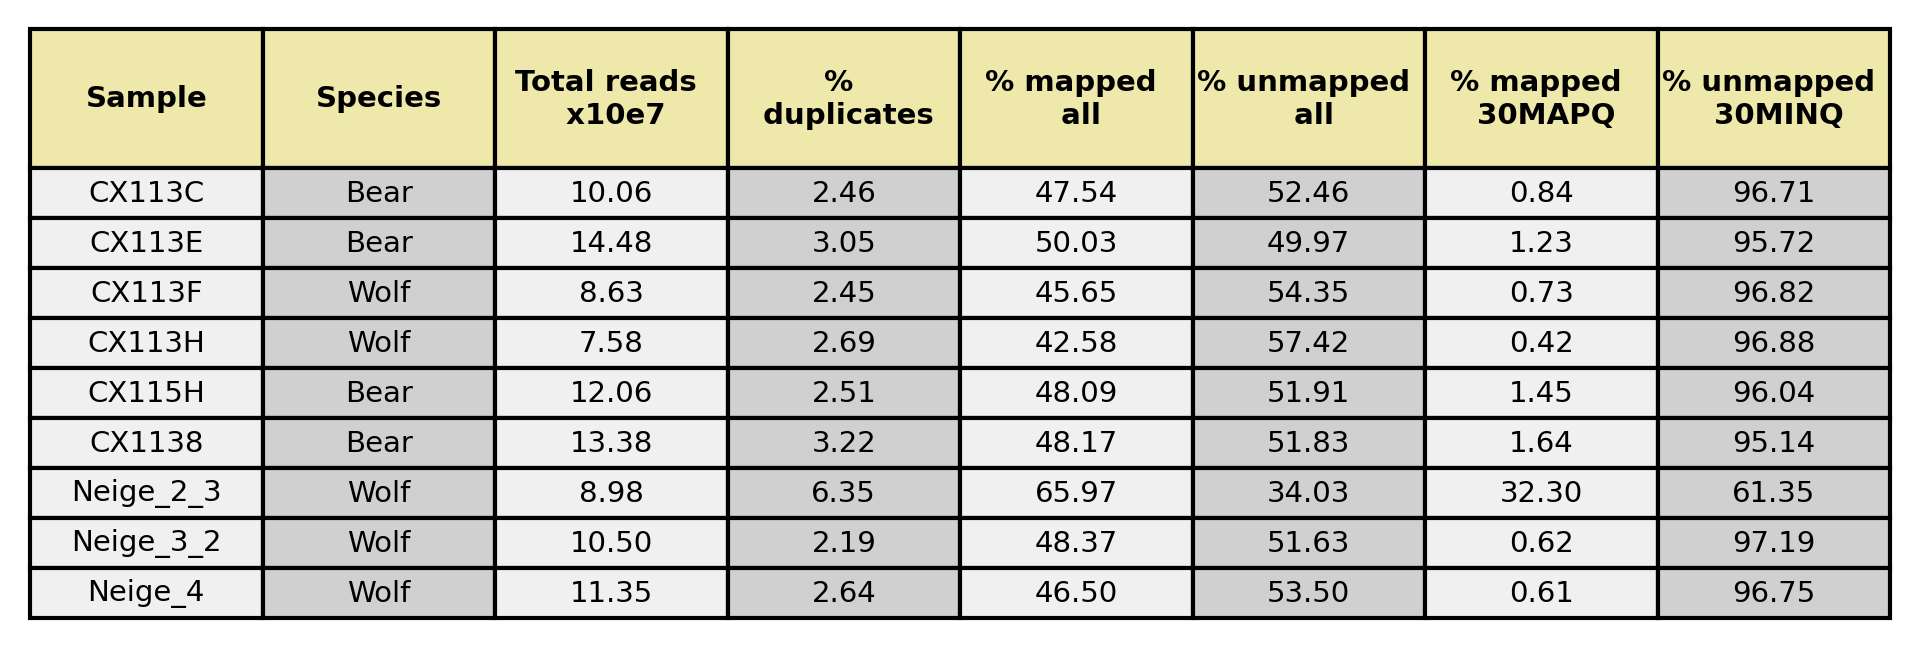 Sample Species Total reads x10e7 % duplicates % mapped all % unmapped all % mapped 30MAPQ % unmapped 30MINQ
CX113C Bear 10.06 2.46 47.54 52.46 0.84 96.71
CX113E Bear 14.48 3.05 50.03 49.97 1.23 95.72
CX113F Wolf 8.63 2.45 45.65 54.35 0.73 96.82
CX113H Wolf 7.58 2.69 42.58 57.42 0.42 96.88
CX115H Bear 12.06 2.51 48.09 51.91 1.45 96.04
CX1138 Bear 13.38 3.22 48.17 51.83 1.64 95.14
Neige_2_3 Wolf 8.98 6.35 65.97 34.03 32.30 61.35
Neige_3_2 Wolf 10.50 2.19 48.37 51.63 0.62 97.19
Neige_4 Wolf 11.35 2.64 46.50 53.50 0.61 96.75